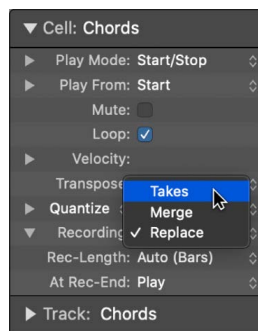 Cell: Chords
Play Mode: Start/Stop
Play From: Start
Mute:
Loop:
Velocity:
Transpose
Takes
Merge
Quantize
Replace
Recording
Rec-Length: Auto (Bars)
At Rec-End: Play
Track: Chords